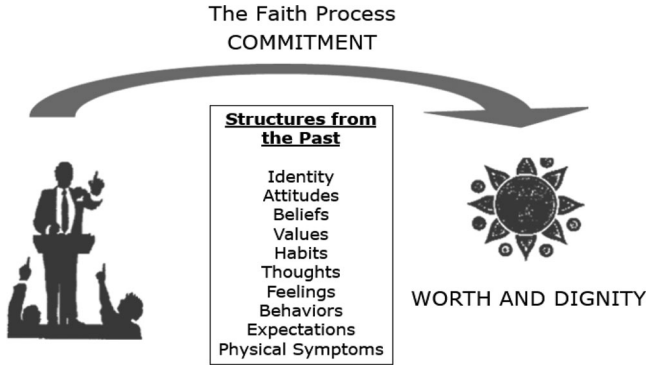 The Faith Process
COMMITMENT
Structures from
the Past
Identity
Attitudes
Beliefs
Values
Habits
Thoughts
Feelings
Behaviors
Expectations
Physical Symptoms
WORTH AND DIGNITY